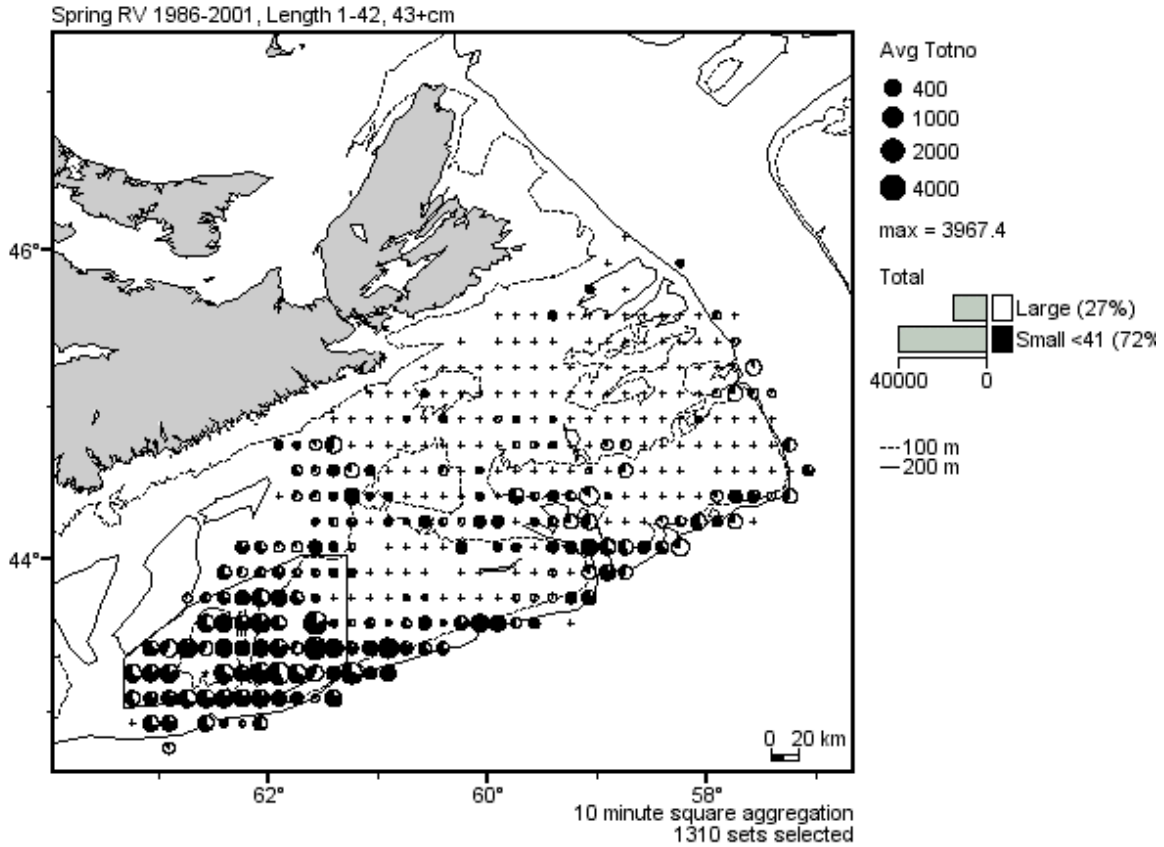 Spring RV 1986-2001, Length 1-42, 43+cm
Avg Totno
400
1000
2000
4000
max = 3967.4
46°
Total
Large (27%)
Small <41 (72%
40000 0
---100 m
—200 m
44°
0 20 km
62° 60° 58°
10 minute square aggregation
1310 sets selected